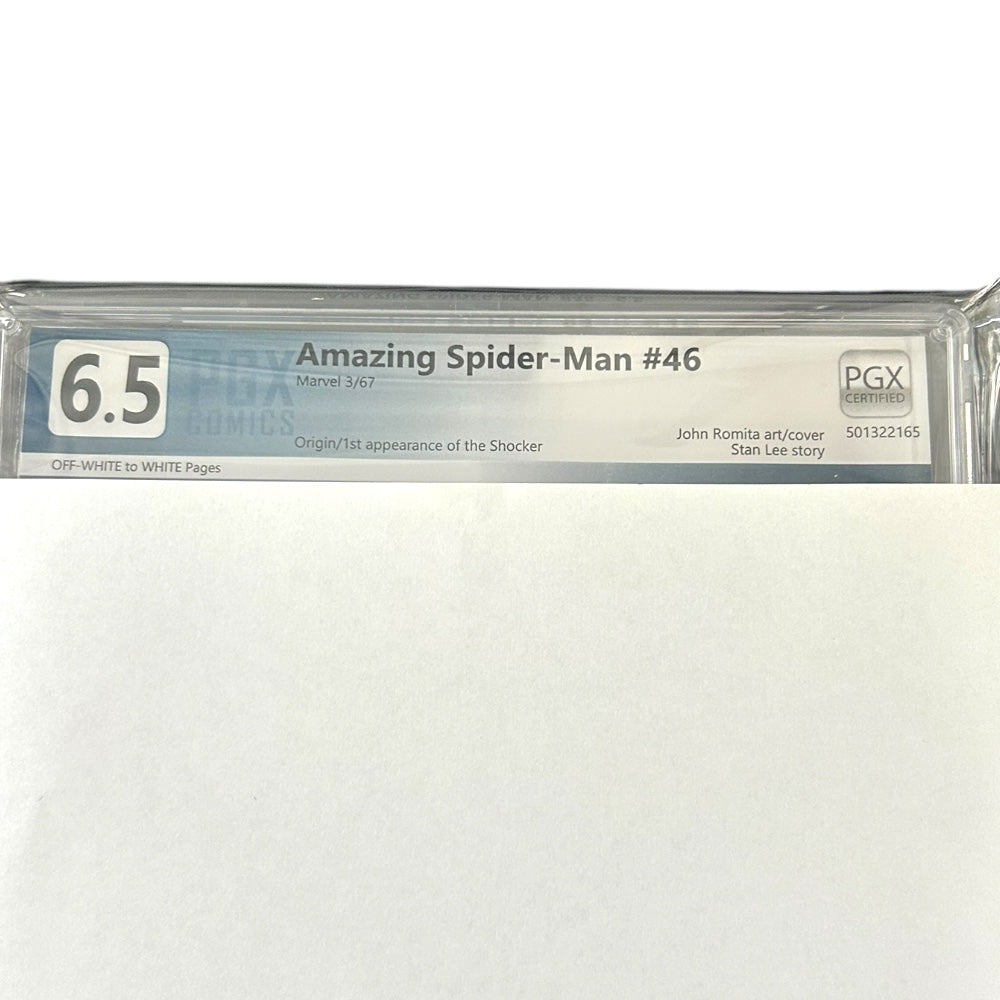 6.5
PGX
COMICS
Amazing Spider-Man #46
Marvel 3/67
Origin/1st appearance of the Shocker
John Romita art/cover
Stan Lee story
PGX
CERTIFIED
501322165
OFF-WHITE to WHITE Pages